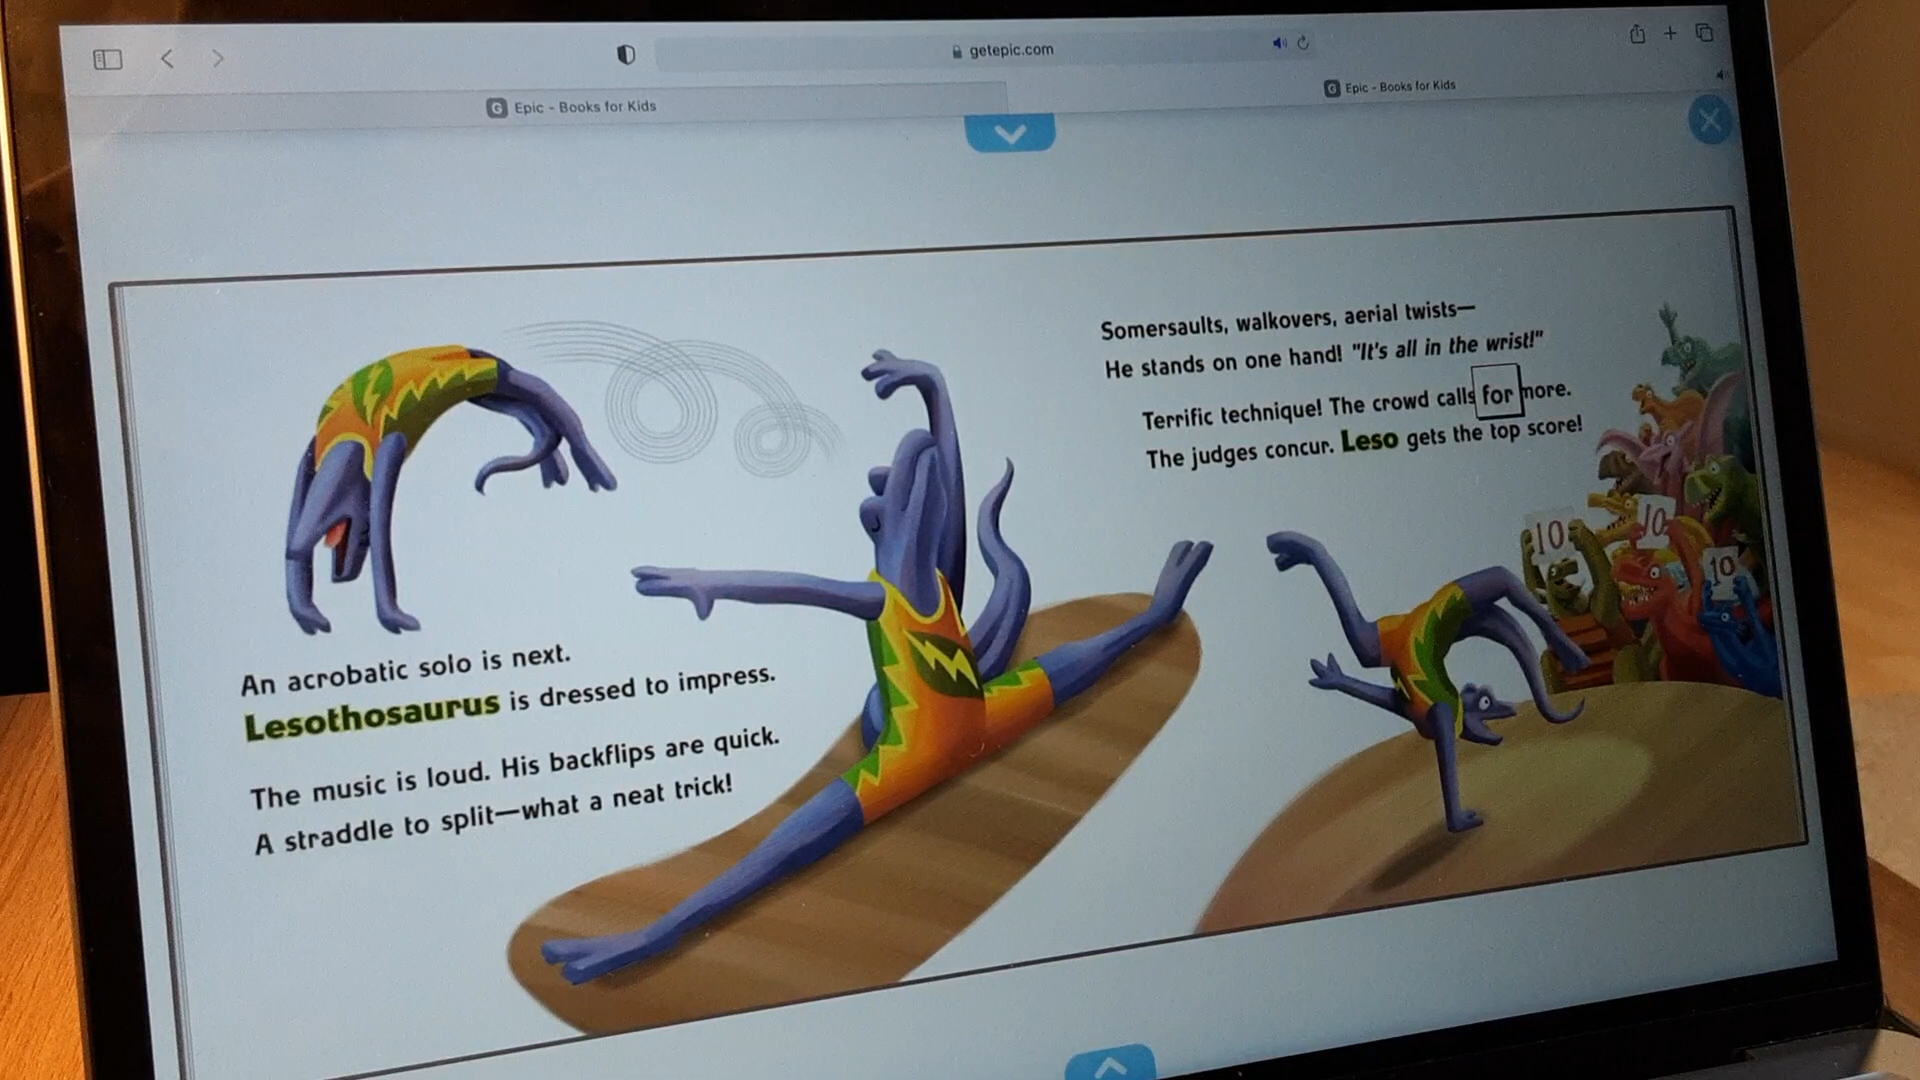 getepic.com
Epic - Books for Kids
Epic - Books for Kids
An acrobatic solo is next.
Lesothosaurus is dressed to impress.
The music is loud. His backflips are quick.
A straddle to split—what a neat trick!
Somersaults, walkovers, aerial twists—
He stands on one hand! "It's all in the wrist!"
Terrific technique! The crowd calls for more.
The judges concur. Leso gets the top score!
10
10
10